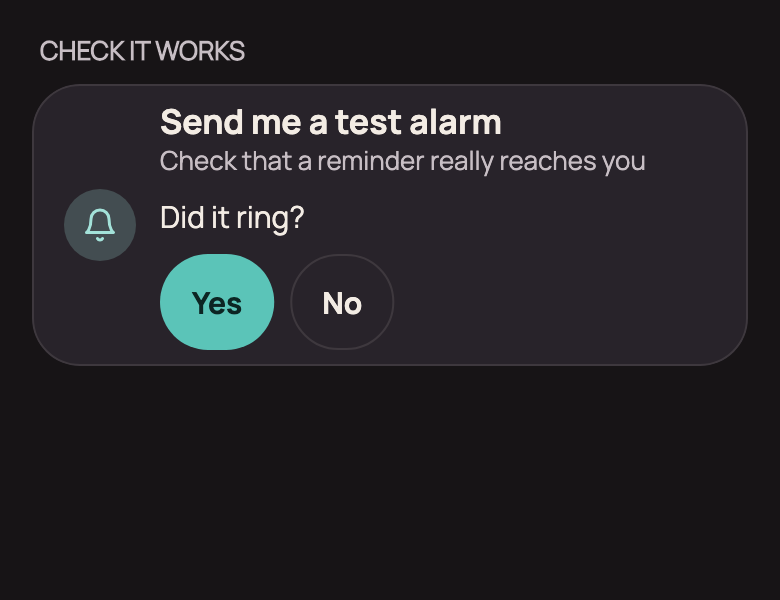 CHECK IT WORKS
Send me a test alarm
Check that a reminder really reaches you
Did it ring?
Yes No